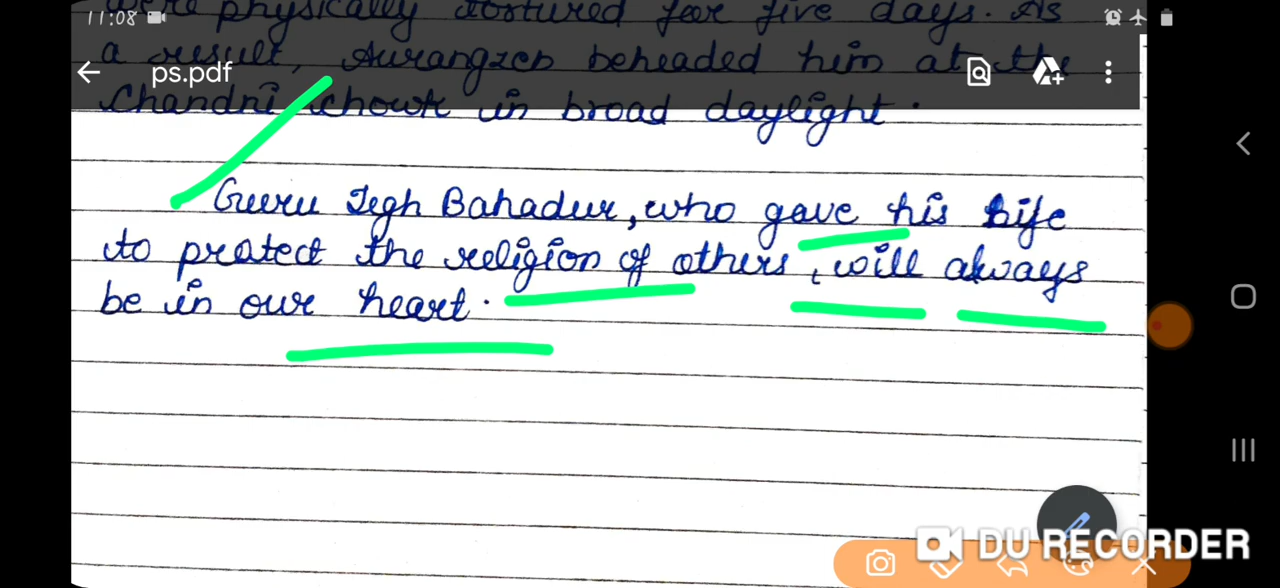 were physically tortured for five days. As
11:08
a result, Aurangzeb beheaded him at the
ps.pdf
Chandni Chowk in broad daylight.
Guru Tegh Bahadur, who gave his life
to protect the religion of others, will always
be in our heart.
DU RECORDER